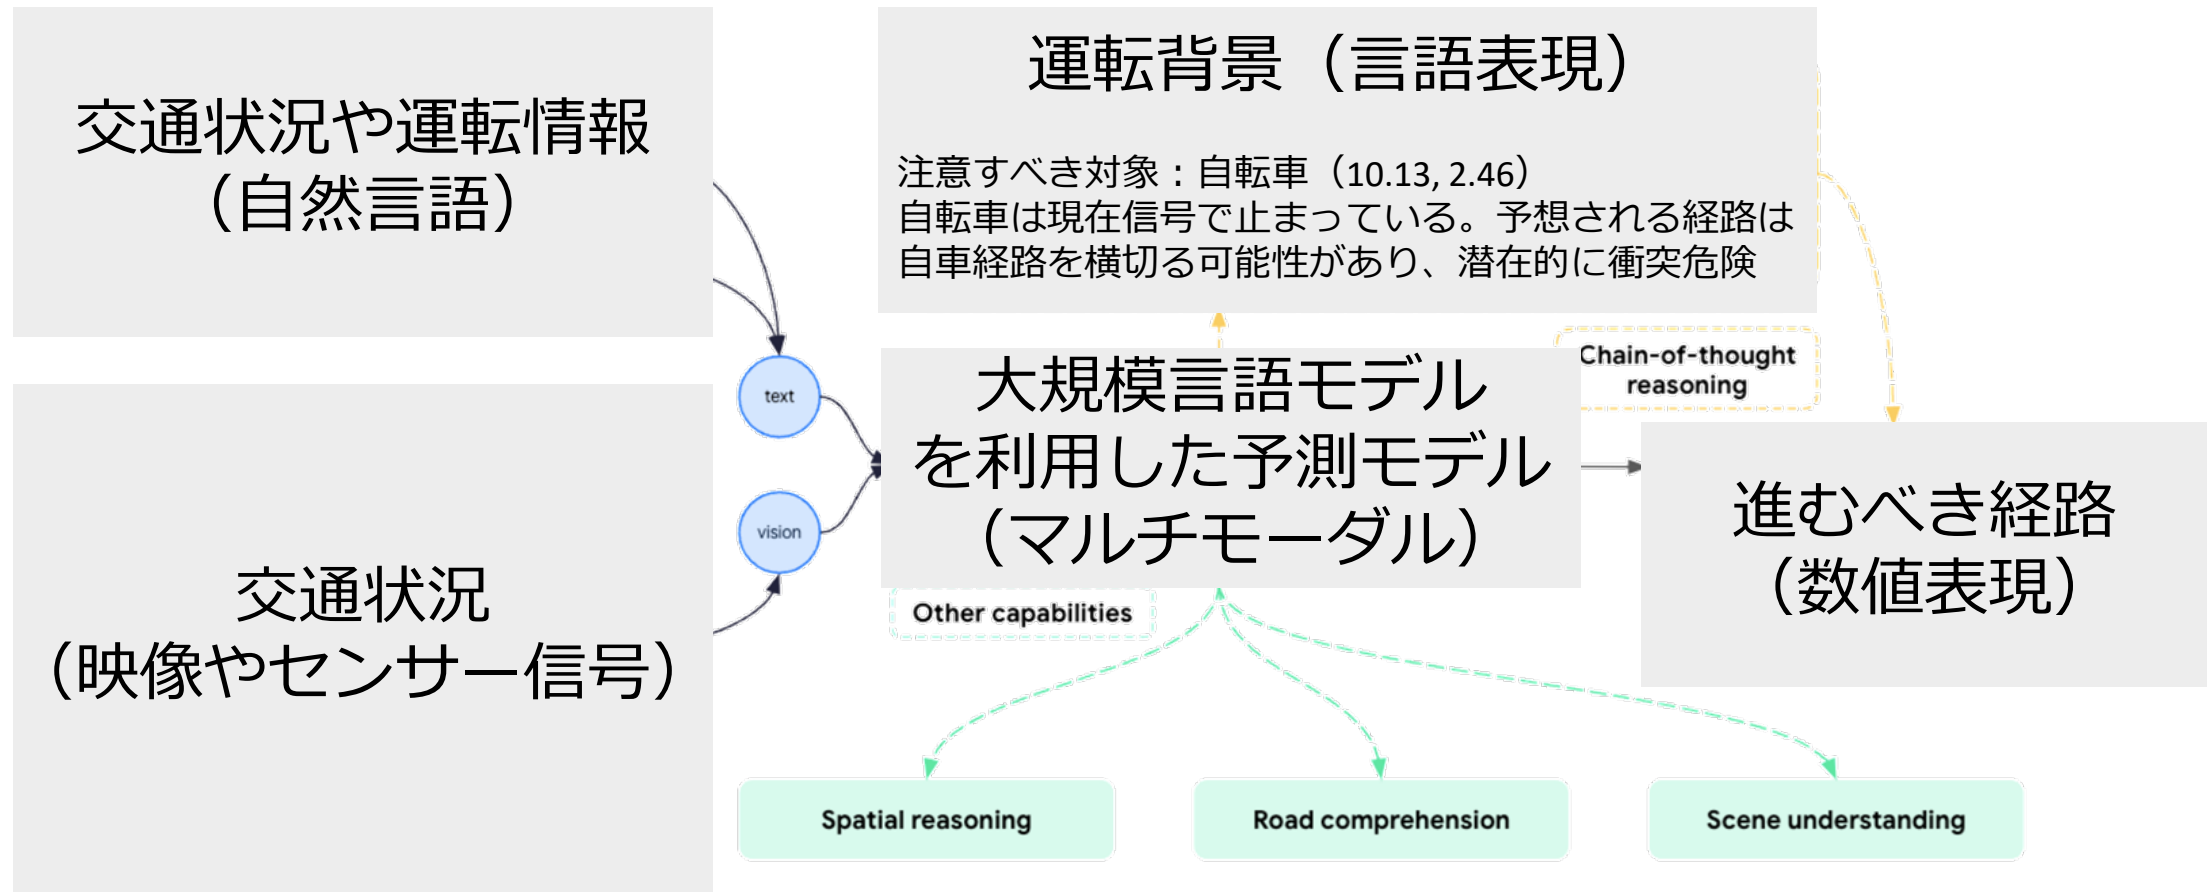 交通状況や運転情報
（自然言語）
交通状況
（映像やセンサー信号）
text
vision
運転背景（言語表現）
注意すべき対象：自転車（10.13, 2.46）
自転車は現在信号で止まっている。予想される経路は
自車経路を横切る可能性があり、潜在的に衝突危険
Chain-of-thought
reasoning
大規模言語モデル
を利用した予測モデル
（マルチモーダル）
進むべき経路
（数値表現）
Other capabilities
Spatial reasoning
Road comprehension
Scene understanding